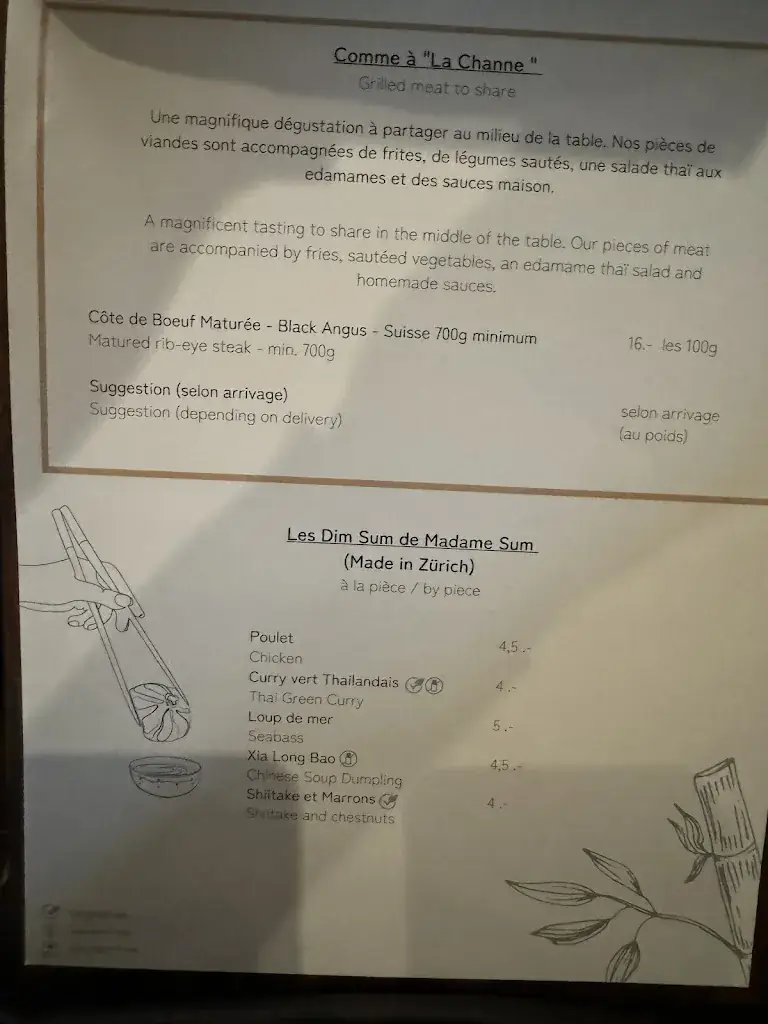 Comme à "La Channe "
Grilled meat to share
Une magnifique dégustation à partager au milieu de la table. Nos pièces de
viandes sont accompagnées de frites, de légumes sautés, une salade thaï aux
edamames et des sauces maison.
A magnificent tasting to share in the middle of the table. Our pieces of meat
are accompanied by fries, sautéed vegetables, an edamame thaï salad and
homemade sauces.
Côte de Boeuf Maturée - Black Angus - Suisse 700g minimum 16.- les 100g
Matured rib-eye steak - min. 700g
Suggestion (selon arrivage) selon arrivage
Suggestion (depending on delivery) (au poids)
Les Dim Sum de Madame Sum
(Made in Zürich)
à la pièce / by piece
Poulet 4,5.-
Chicken
Curry vert Thaïlandais 4.-
Thai Green Curry
Loup de mer 5.-
Seabass
Xia Long Bao 4,5.-
Chinese Soup Dumpling
Shiitake et Marrons 4.-
Shiitake and chestnuts